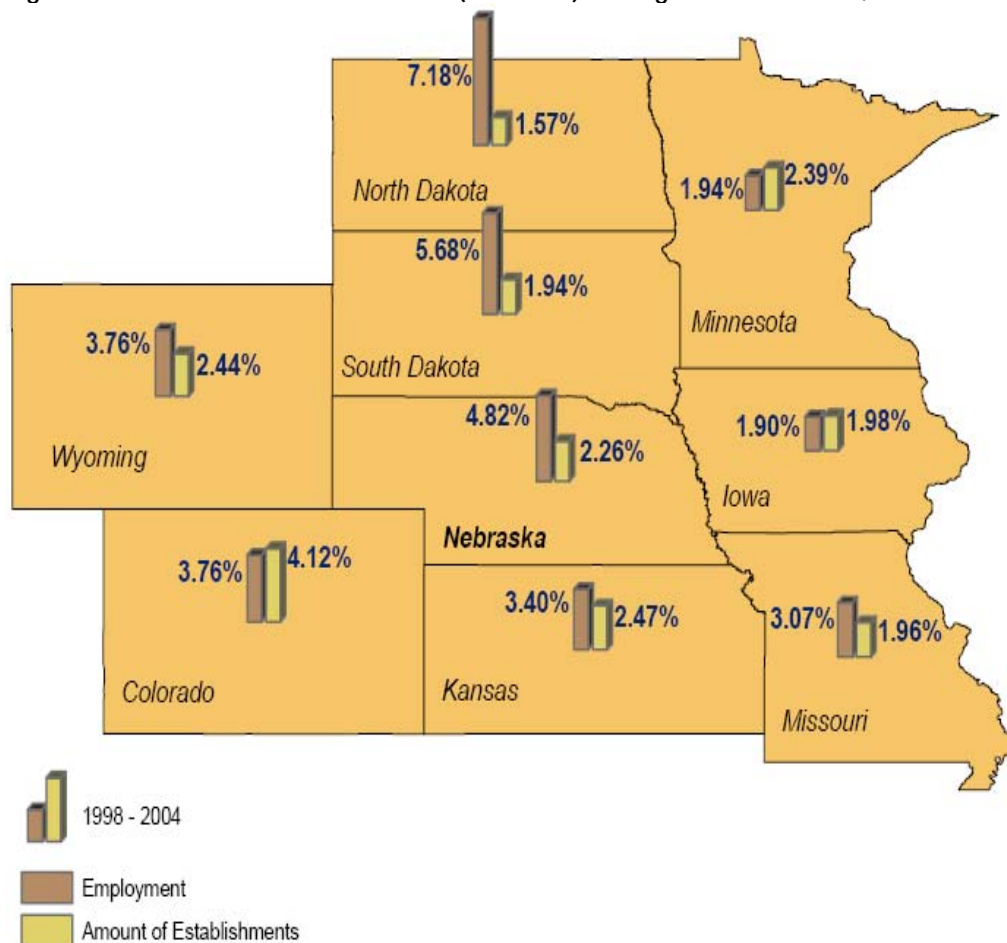 7.18%
1.57%
North Dakota
1.94%
2.39%
Minnesota
5.68%
1.94%
South Dakota
3.76%
2.44%
Wyoming
4.82%
2.26%
Nebraska
1.90%
1.98%
Iowa
3.76%
4.12%
Colorado
3.40%
2.47%
Kansas
3.07%
1.96%
Missouri
1998 - 2004
Employment
Amount of Establishments